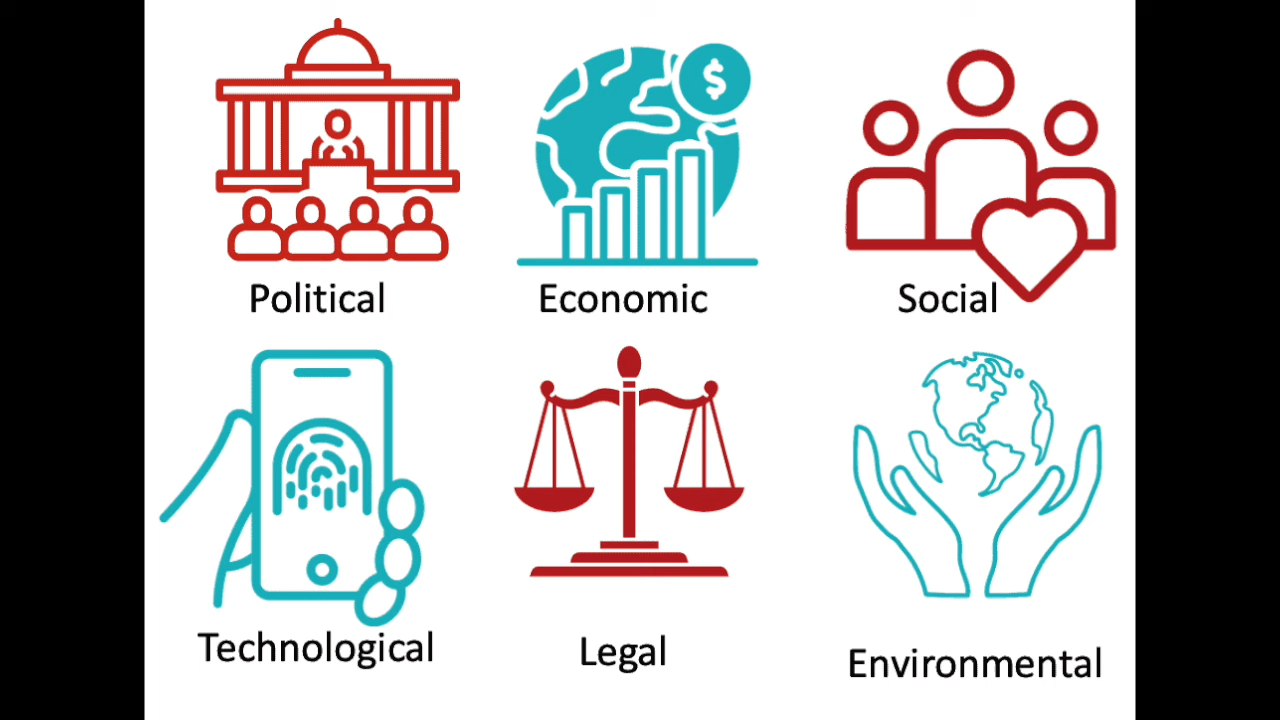 $
Political
Economic
Social
Technological
Legal
Environmental